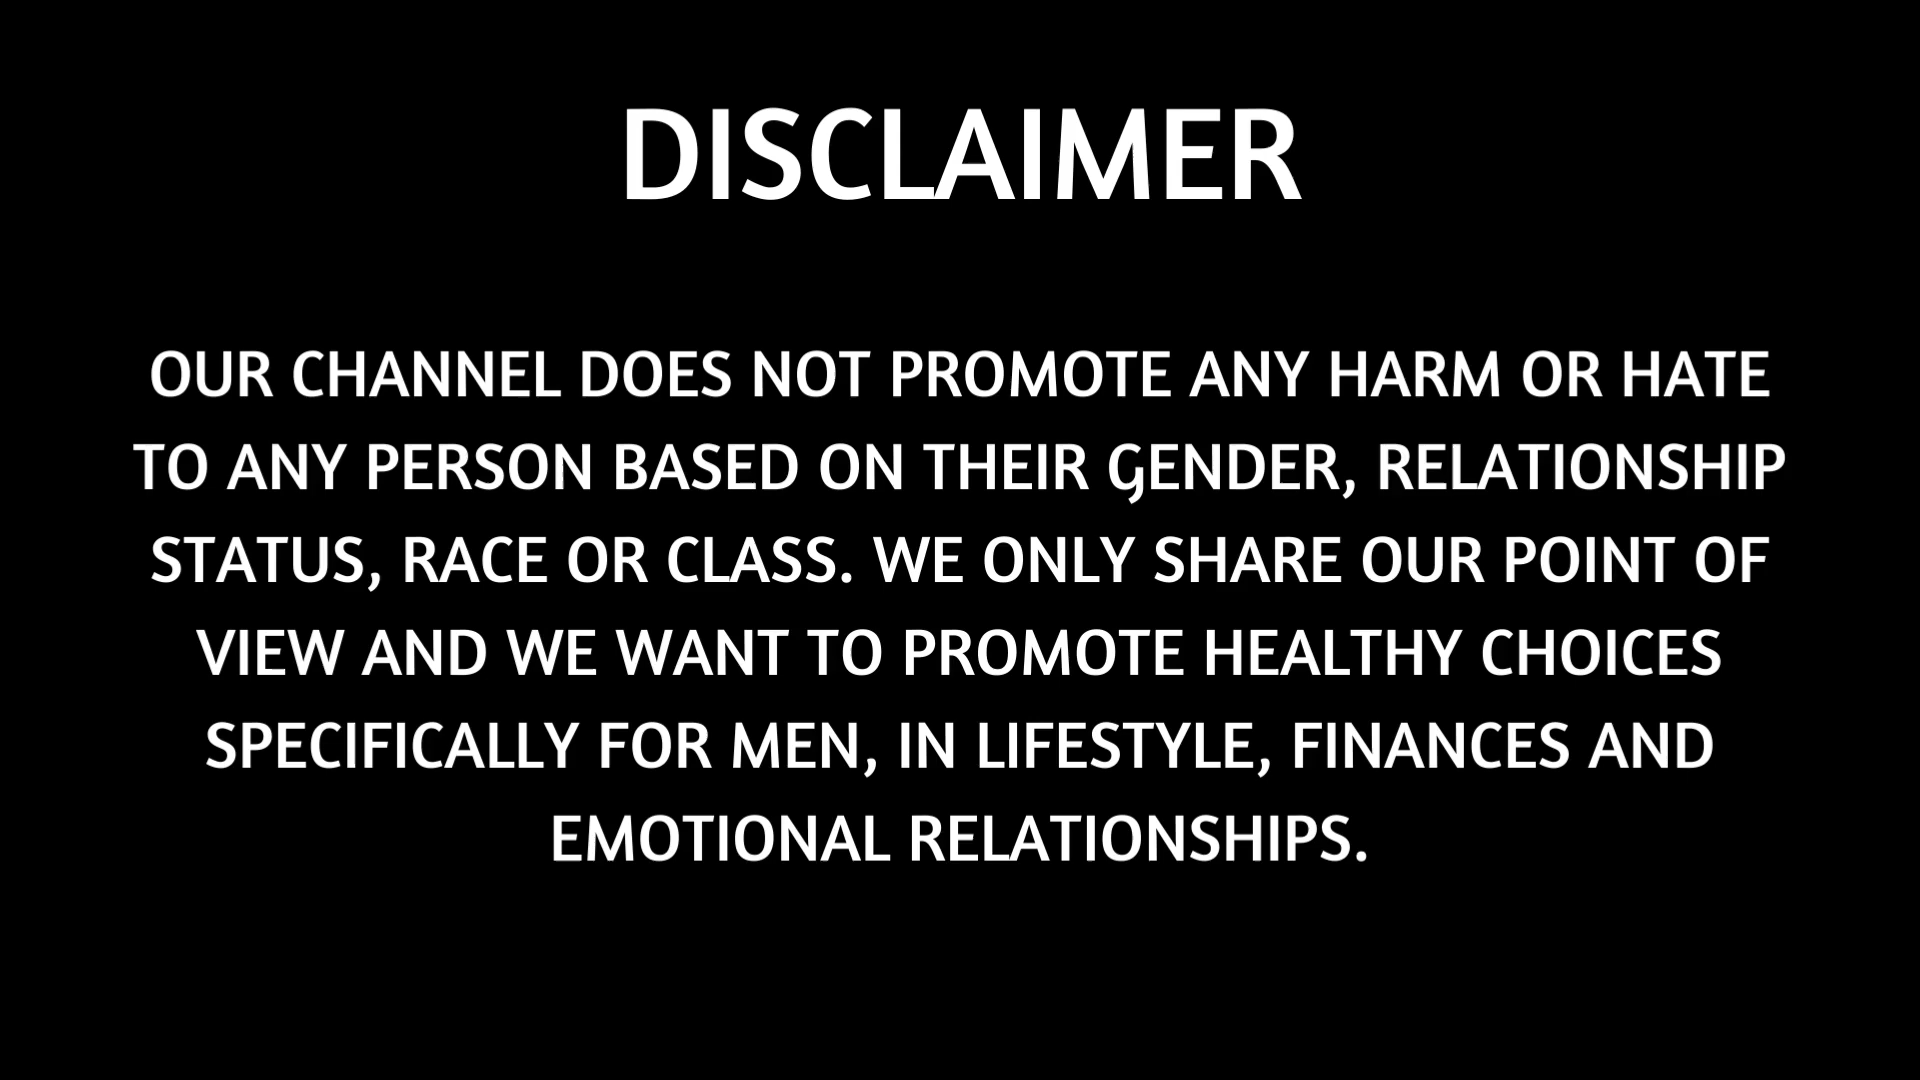 DISCLAIMER
OUR CHANNEL DOES NOT PROMOTE ANY HARM OR HATE
TO ANY PERSON BASED ON THEIR GENDER, RELATIONSHIP
STATUS, RACE OR CLASS. WE ONLY SHARE OUR POINT OF
VIEW AND WE WANT TO PROMOTE HEALTHY CHOICES
SPECIFICALLY FOR MEN, IN LIFESTYLE, FINANCES AND
EMOTIONAL RELATIONSHIPS.